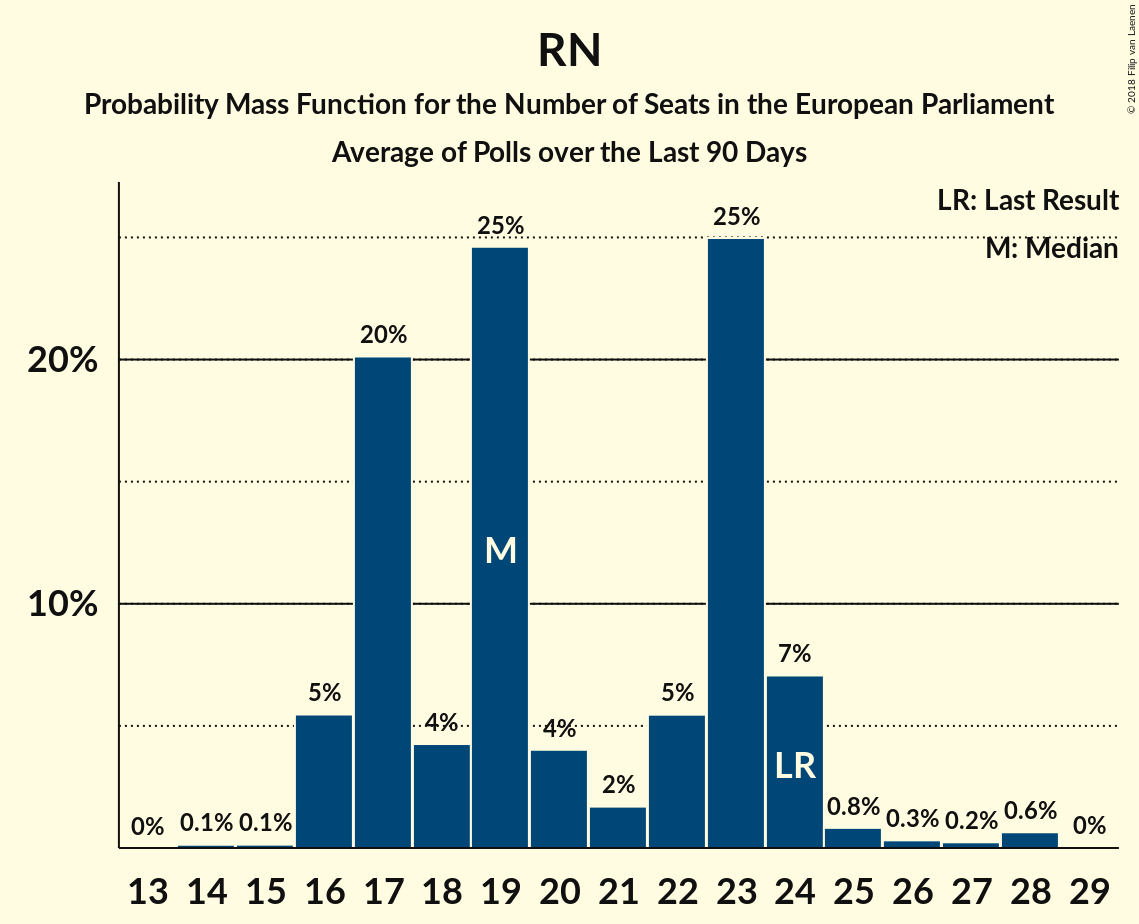 RN
Probability Mass Function for the Number of Seats in the European Parliament
Average of Polls over the Last 90 Days
© 2018 Filip van Laenen
LR: Last Result
M: Median
25%
25%
20%
20%
M
10%
7%
5%
5%
4%
4%
LR
2%
0%
0.1%
0.1%
0.8%
0.3%
0.2%
0.6%
0%
13 14 15 16 17 18 19 20 21 22 23 24 25 26 27 28 29